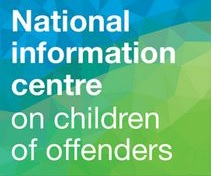 National
information
centre
on children
of offenders